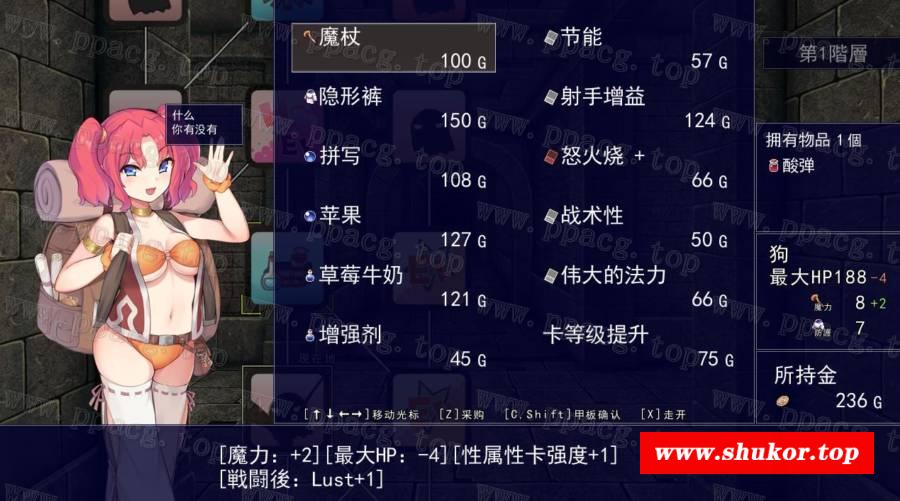 什么
你有没有
魔杖
100 G
隐形裤
150 G
拼写
108 G
苹果
127 G
草莓牛奶
121 G
增强剂
45 G
节能
57 G
射手增益
124 G
怒火烧 +
66 G
战术性
50 G
伟大的法力
66 G
卡等级提升
75 G
第1階層
拥有物品 1個
酸弹
狗
最大HP188-4
魔力 8 +2
防護 7
所持金
236 G
[↑↓←→]移动光标 [Z]采购 [C.Shift]甲板确认 [X]走开
[魔力：+2][最大HP：-4][性属性卡强度+1]
[戦闘後：Lust+1]
www.shukor.top
www.ppacg.top